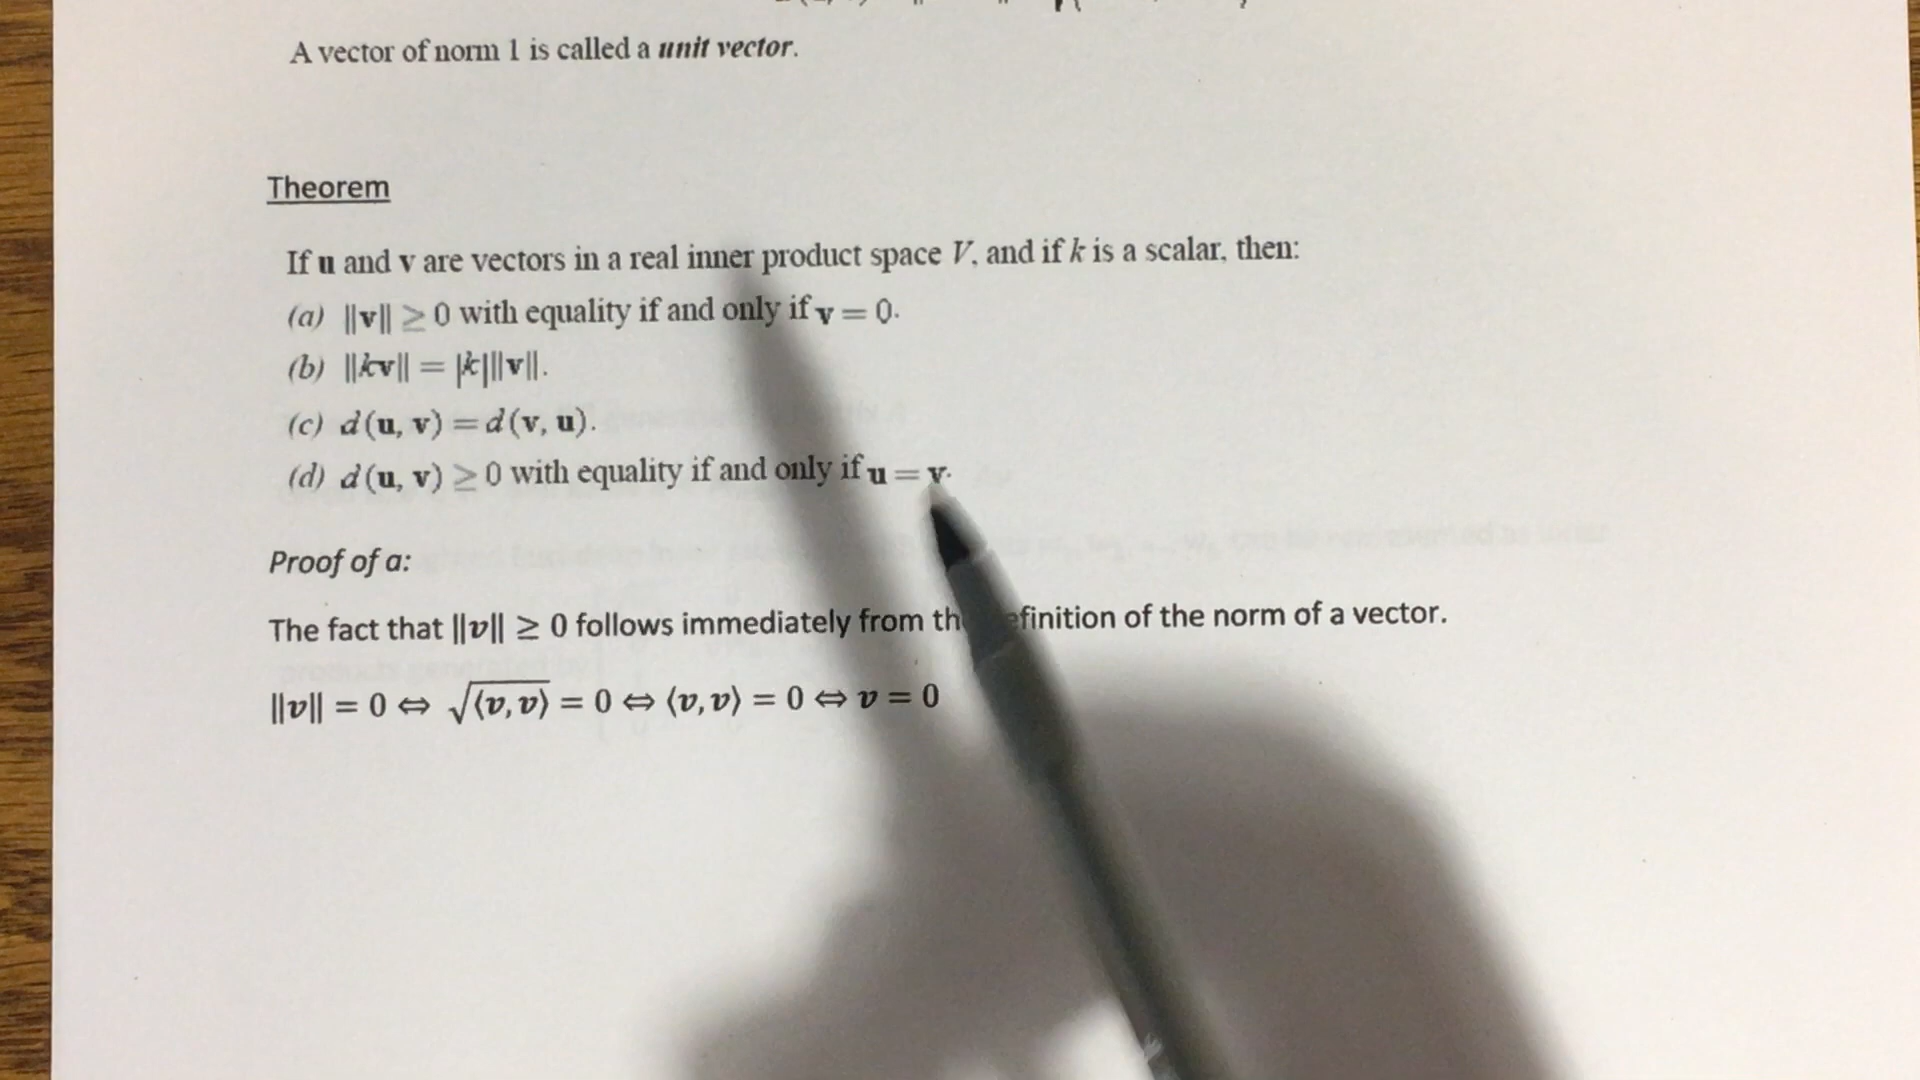 A vector of norm 1 is called a unit vector.
Theorem
If u and v are vectors in a real inner product space V, and if k is a scalar, then:
(a) ||v|| ≥ 0 with equality if and only if v = 0.
(b) ||kv|| = |k|||v||.
(c) d(u, v) = d(v, u).
(d) d(u, v) ≥ 0 with equality if and only if u = v.
Proof of a:
The fact that ||v|| ≥ 0 follows immediately from th efinition of the norm of a vector.
||v|| = 0 ⇔ √⟨v, v⟩ = 0 ⇔ ⟨v, v⟩ = 0 ⇔ v = 0